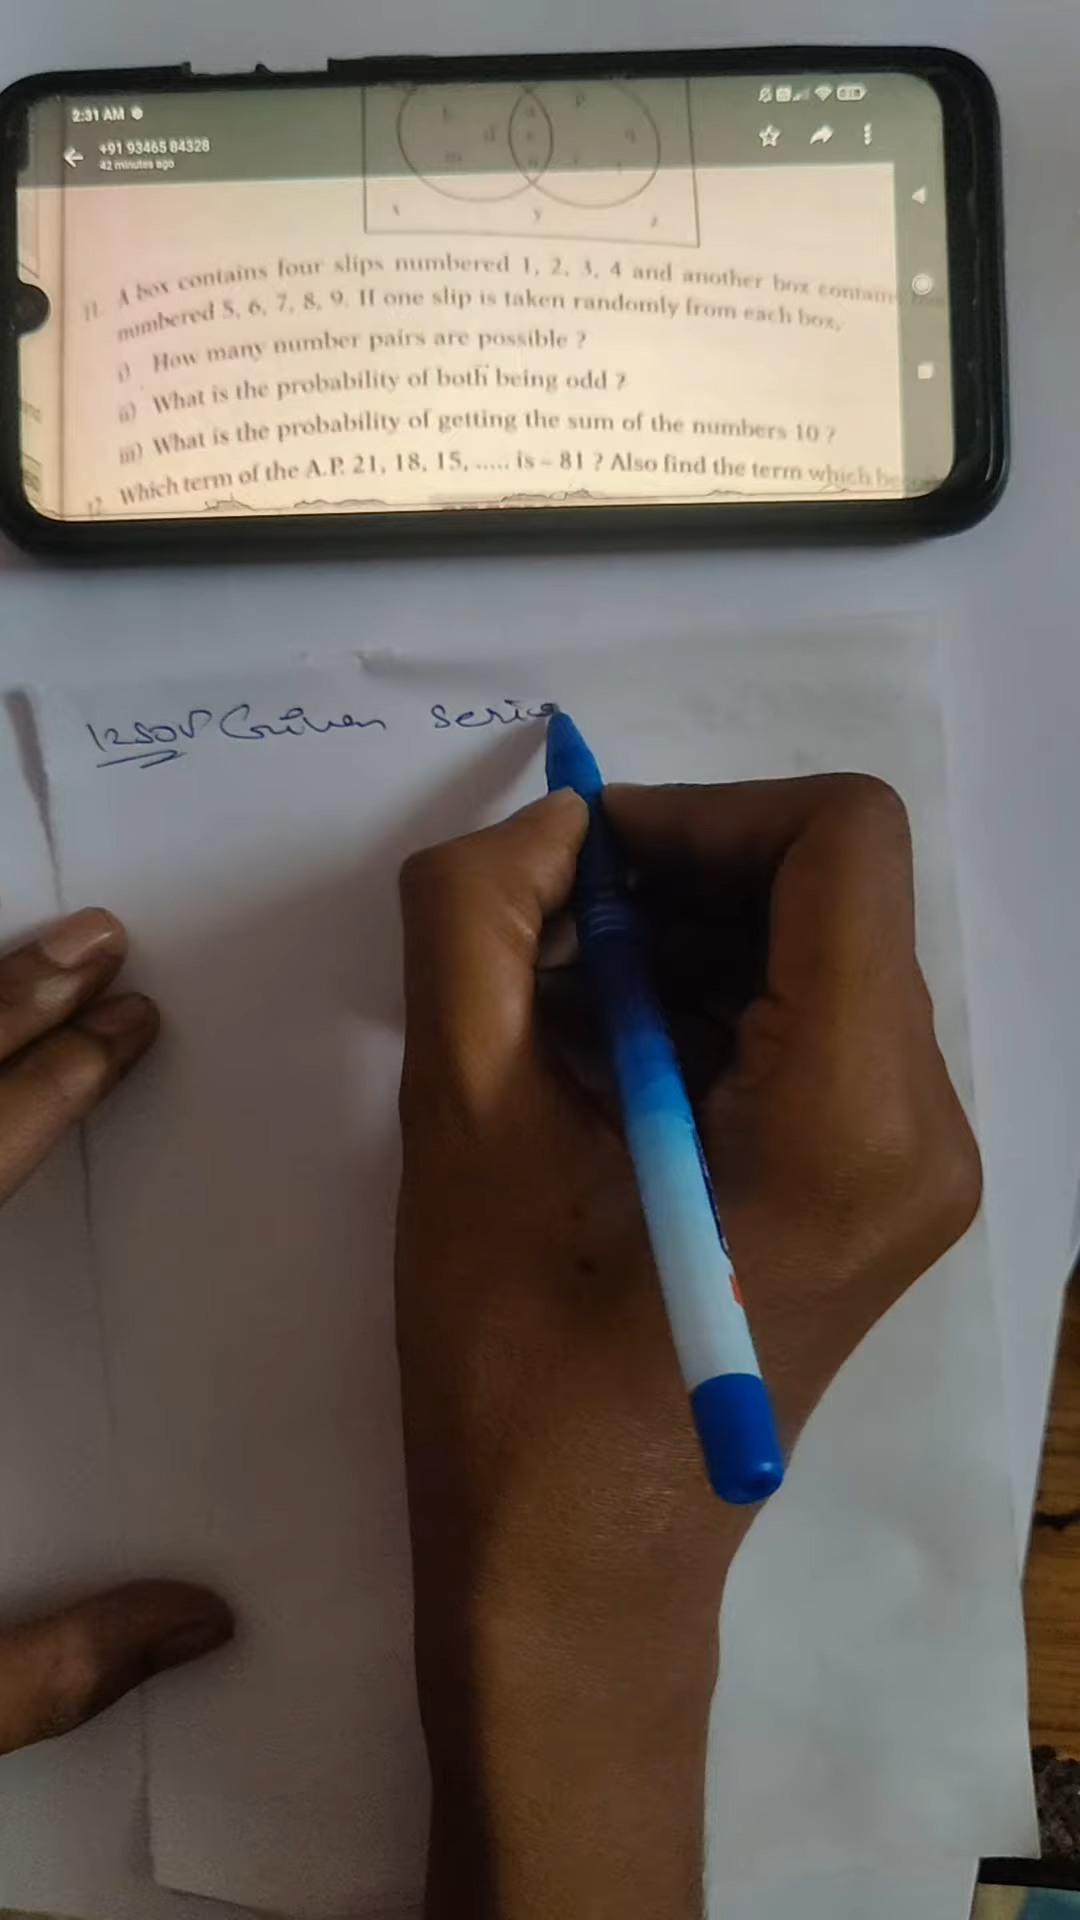 2:31 AM
+91 93465 84328
42 minutes ago
y
11. A box contains four slips numbered 1, 2, 3, 4 and another box contains
numbered 5, 6, 7, 8, 9. If one slip is taken randomly from each box,
i) How many number pairs are possible ?
ii) What is the probability of both being odd ?
iii) What is the probability of getting the sum of the numbers 10 ?
12. Which term of the A.P. 21, 18, 15, ..... is - 81 ? Also find the term which
12 Sol Given Serie